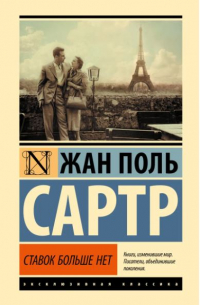 N
ЖАН ПОЛЬ
САРТР
СТАВОК БОЛЬШЕ НЕТ
Книги, изменившие мир.
Писатели, объединившие
поколения.
ЭКСКЛЮЗИВНАЯ КЛАССИКА